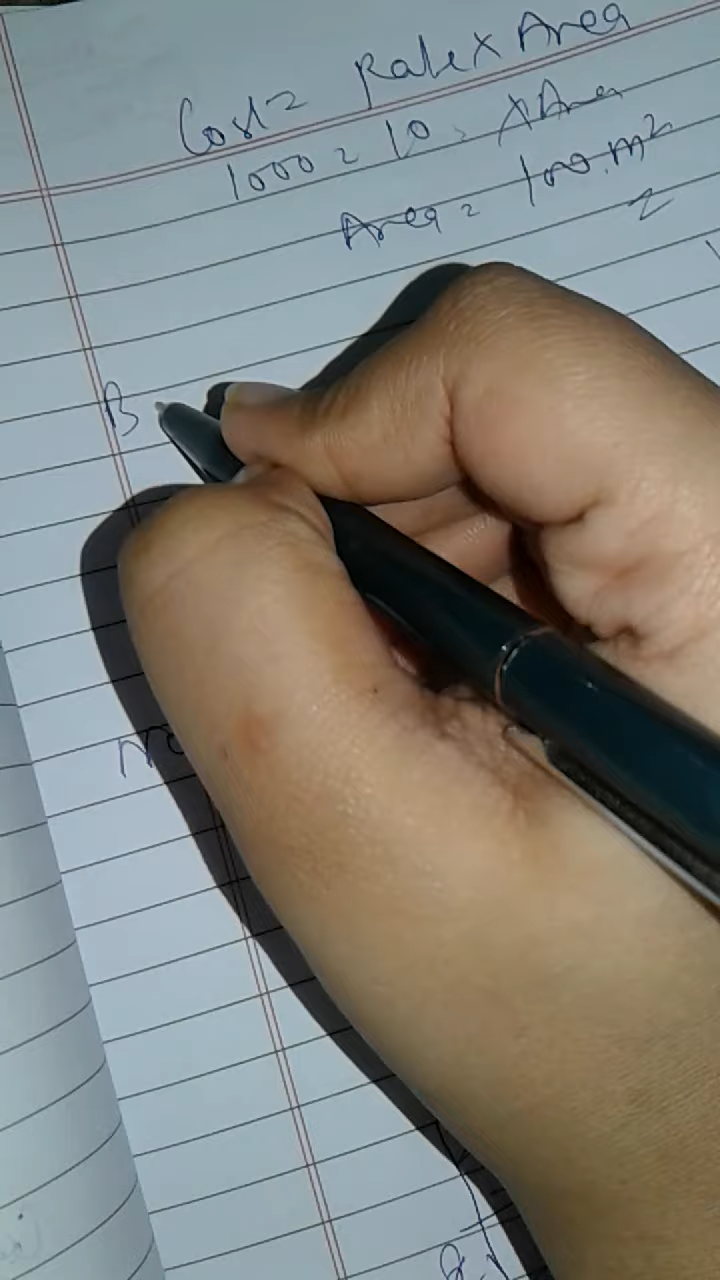 Cost = Rate x Area
1000 = 10 x Area
Area = 100 m²
B